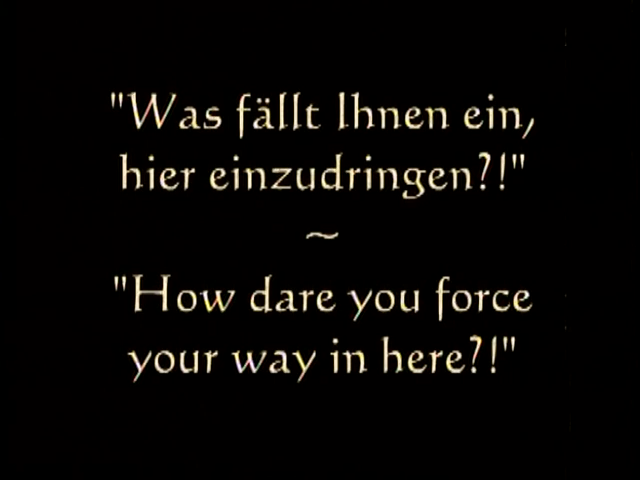 "Was fällt Ihnen ein,
hier einzudringen?!"
~
"How dare you force
your way in here?!"